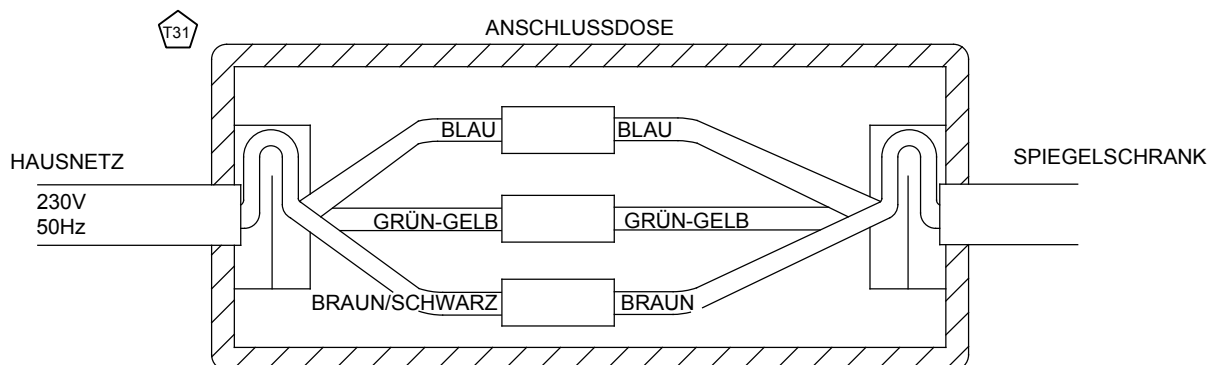 T31
ANSCHLUSSDOSE
HAUSNETZ
230V
50Hz
BLAU
BLAU
SPIEGELSCHRANK
GRÜN-GELB
GRÜN-GELB
BRAUN/SCHWARZ
BRAUN